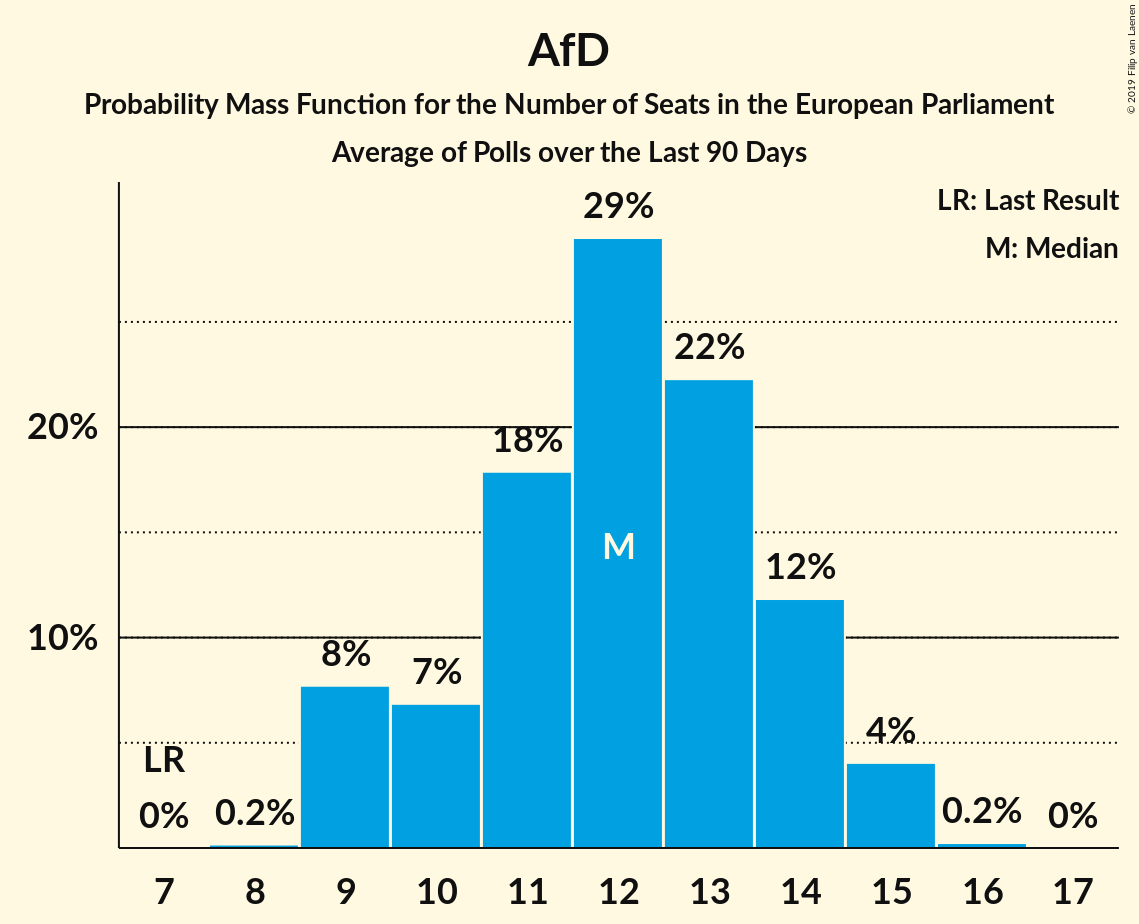 AfD
Probability Mass Function for the Number of Seats in the European Parliament
Average of Polls over the Last 90 Days
© 2019 Filip van Laenen
LR: Last Result
M: Median
29%
22%
20%
18%
M
12%
10%
8%
7%
4%
LR
0%
0.2%
0.2%
0%
7 8 9 10 11 12 13 14 15 16 17